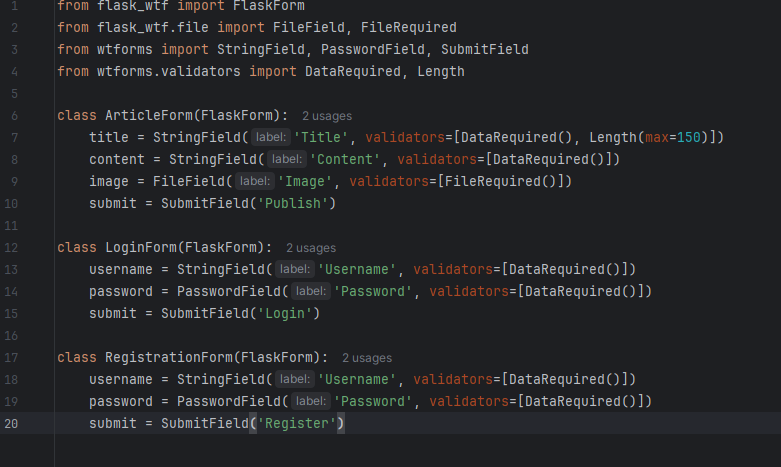 1 from flask_wtf import FlaskForm
2 from flask_wtf.file import FileField, FileRequired
3 from wtforms import StringField, PasswordField, SubmitField
4 from wtforms.validators import DataRequired, Length
5
6 class ArticleForm(FlaskForm): 2 usages
7     title = StringField( label: 'Title', validators=[DataRequired(), Length(max=150)])
8     content = StringField( label: 'Content', validators=[DataRequired()])
9     image = FileField( label: 'Image', validators=[FileRequired()])
10     submit = SubmitField('Publish')
11
12 class LoginForm(FlaskForm): 2 usages
13     username = StringField( label: 'Username', validators=[DataRequired()])
14     password = PasswordField( label: 'Password', validators=[DataRequired()])
15     submit = SubmitField('Login')
16
17 class RegistrationForm(FlaskForm): 2 usages
18     username = StringField( label: 'Username', validators=[DataRequired()])
19     password = PasswordField( label: 'Password', validators=[DataRequired()])
20     submit = SubmitField('Register')